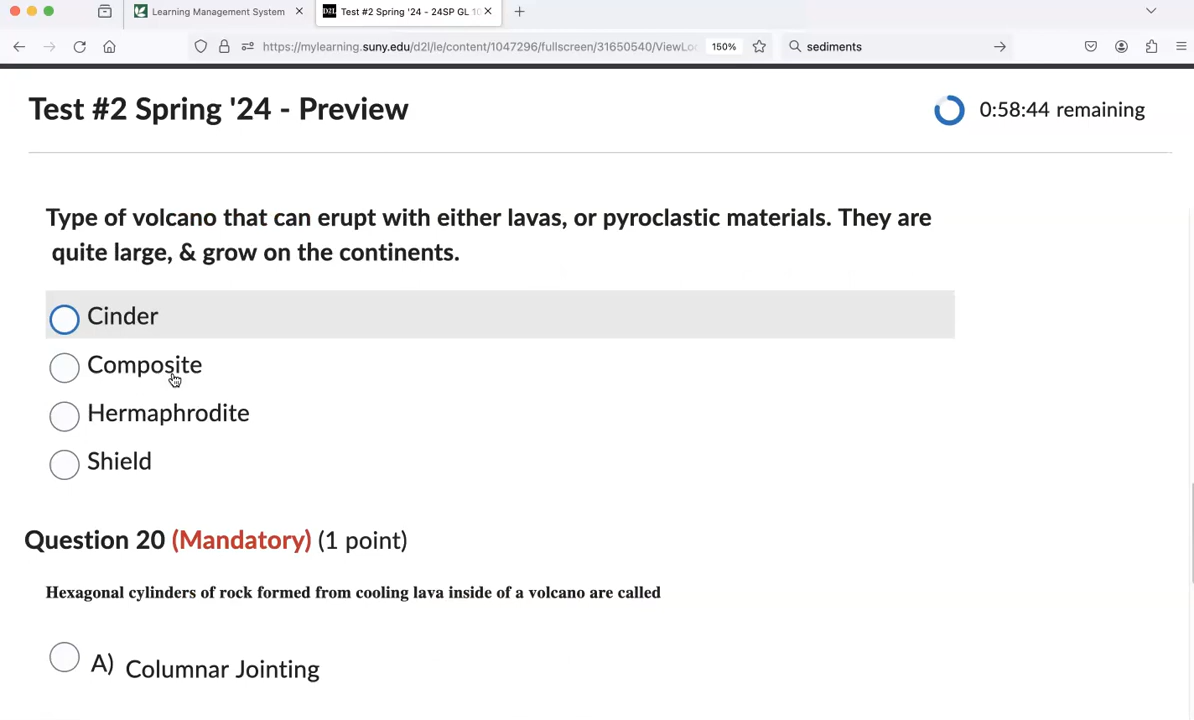 Learning Management System
Test #2 Spring '24 - 24SP GL 10
https://mylearning.suny.edu/d2l/le/content/1047296/fullscreen/31650540/ViewLo
150%
sediments
Test #2 Spring '24 - Preview
0:58:44 remaining
Type of volcano that can erupt with either lavas, or pyroclastic materials. They are
quite large, & grow on the continents.
Cinder
Composite
Hermaphrodite
Shield
Question 20 (Mandatory) (1 point)
Hexagonal cylinders of rock formed from cooling lava inside of a volcano are called
A) Columnar Jointing